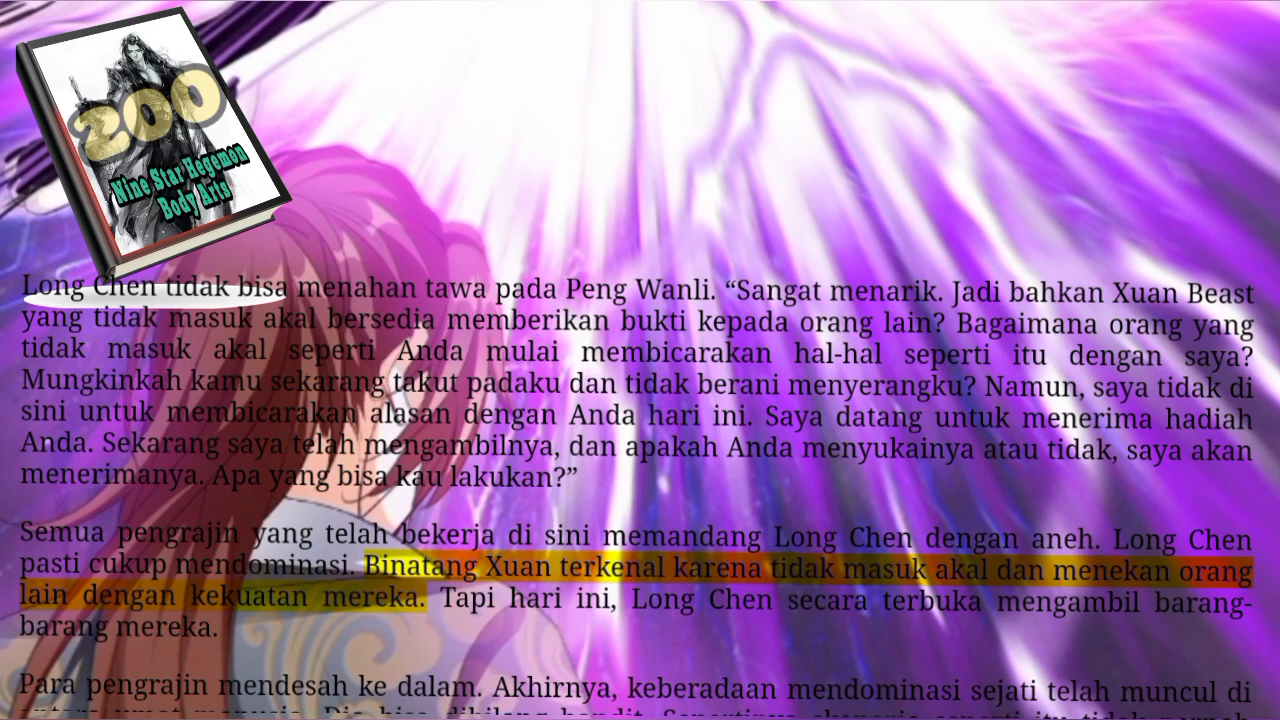 200
Nine Star Hegemon
Body Arts
Long Chen tidak bisa menahan tawa pada Peng Wanli. “Sangat menarik. Jadi bahkan Xuan Beast
yang tidak masuk akal bersedia memberikan bukti kepada orang lain? Bagaimana orang yang
tidak masuk akal seperti Anda mulai membicarakan hal-hal seperti itu dengan saya?
Mungkinkah kamu sekarang takut padaku dan tidak berani menyerangku? Namun, saya tidak di
sini untuk membicarakan alasan dengan Anda hari ini. Saya datang untuk menerima hadiah
Anda. Sekarang saya telah mengambilnya, dan apakah Anda menyukainya atau tidak, saya akan
menerimanya. Apa yang bisa kau lakukan?”
Semua pengrajin yang telah bekerja di sini memandang Long Chen dengan aneh. Long Chen
pasti cukup mendominasi. Binatang Xuan terkenal karena tidak masuk akal dan menekan orang
lain dengan kekuatan mereka. Tapi hari ini, Long Chen secara terbuka mengambil barang-
barang mereka.
Para pengrajin mendesah ke dalam. Akhirnya, keberadaan mendominasi sejati telah muncul di